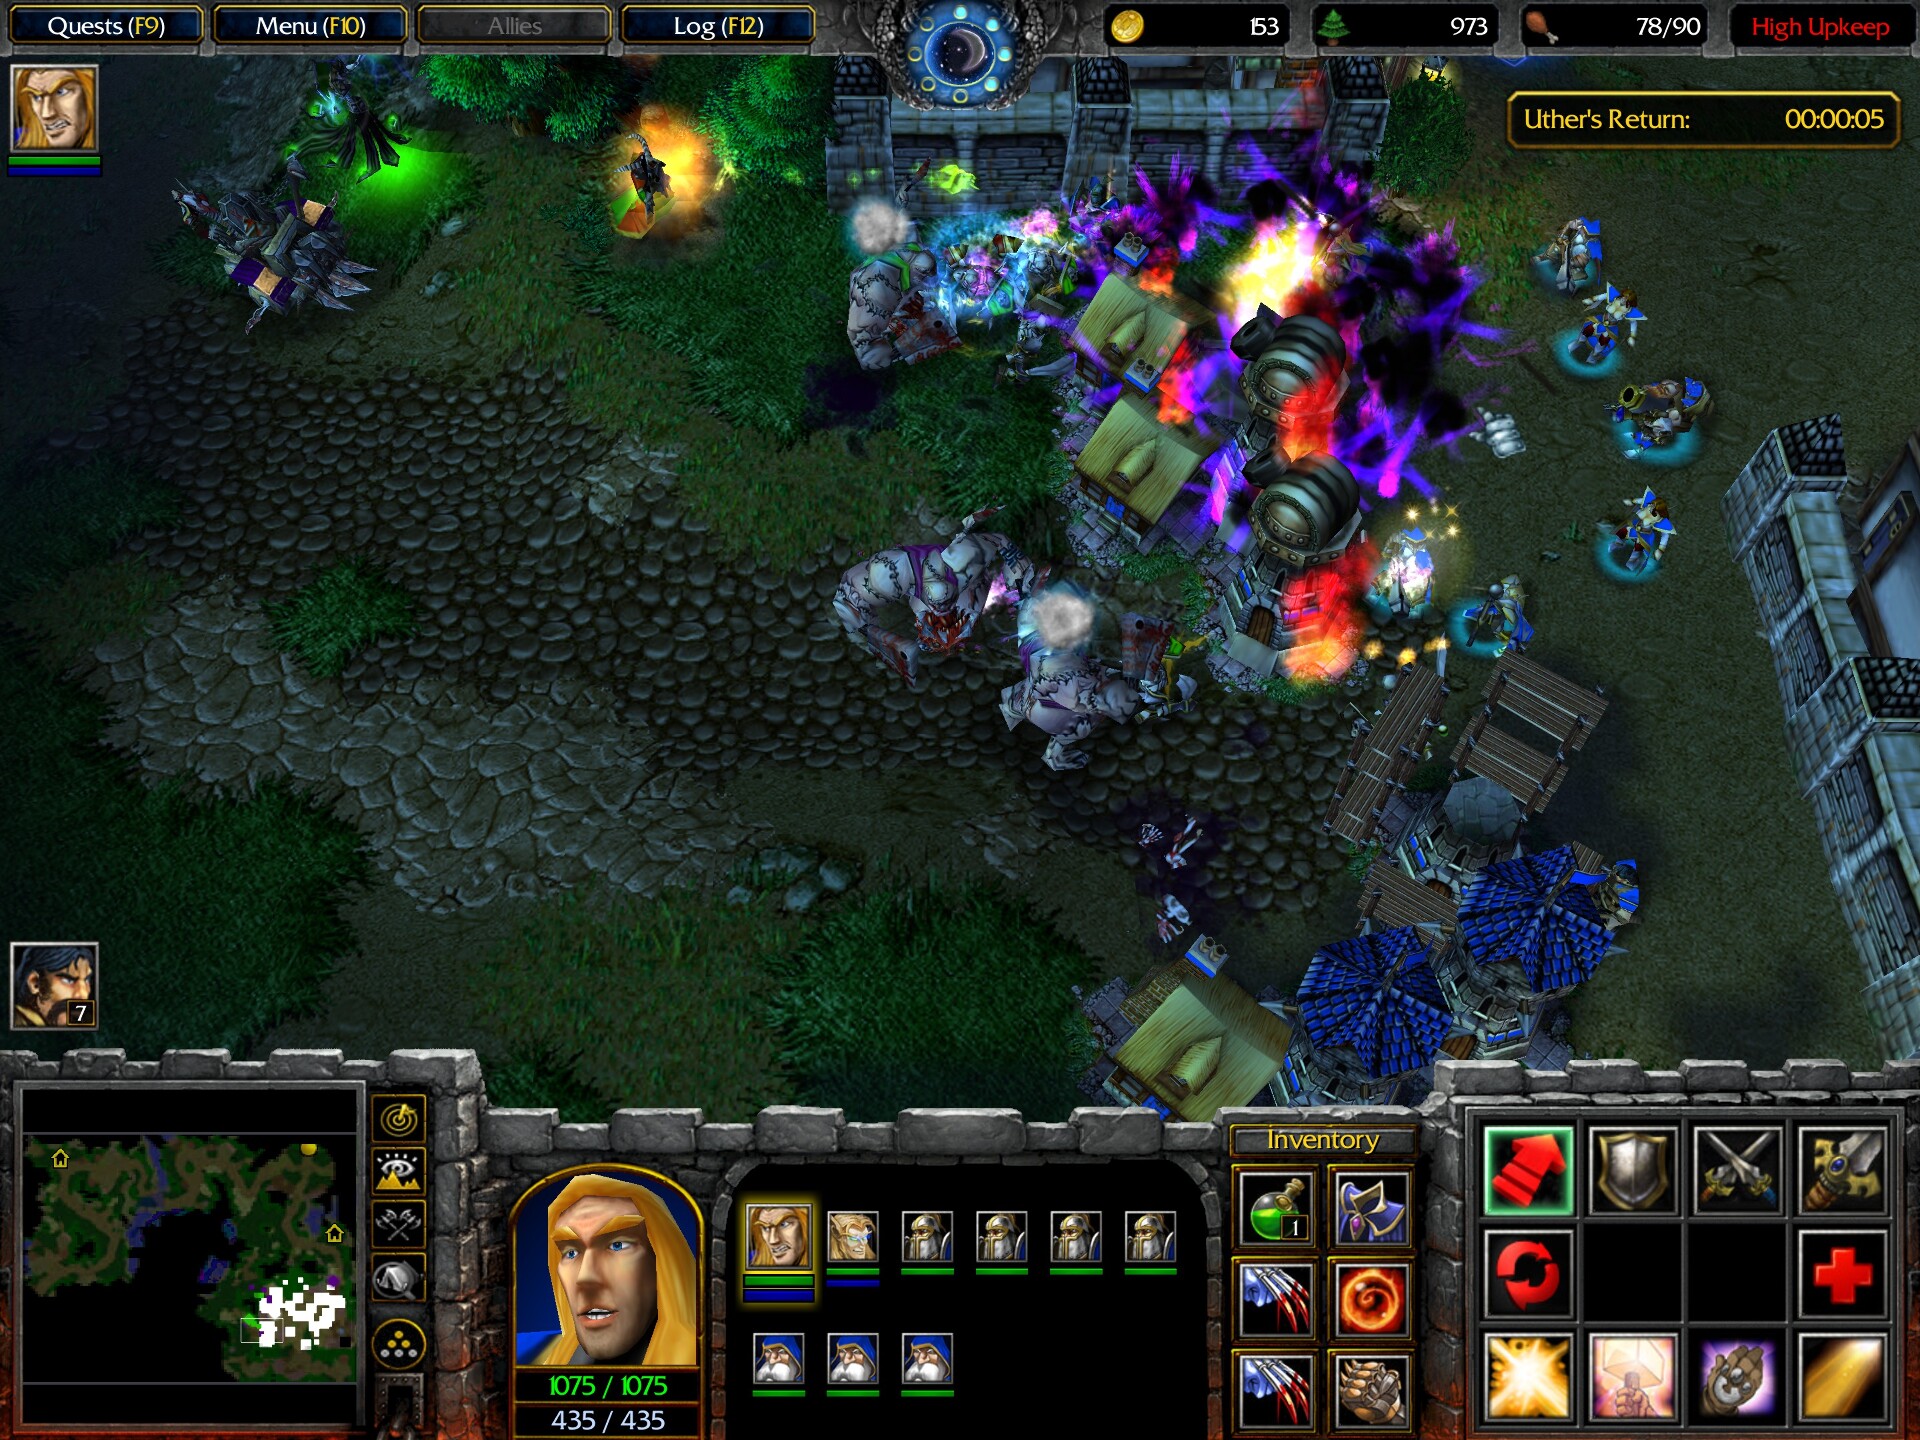 Quests (F9) Menu (F10) Allies Log (F12) 153 973 78/90 High Upkeep
Uther's Return: 00:00:05
7
Inventory
1
1075 / 1075
435 / 435